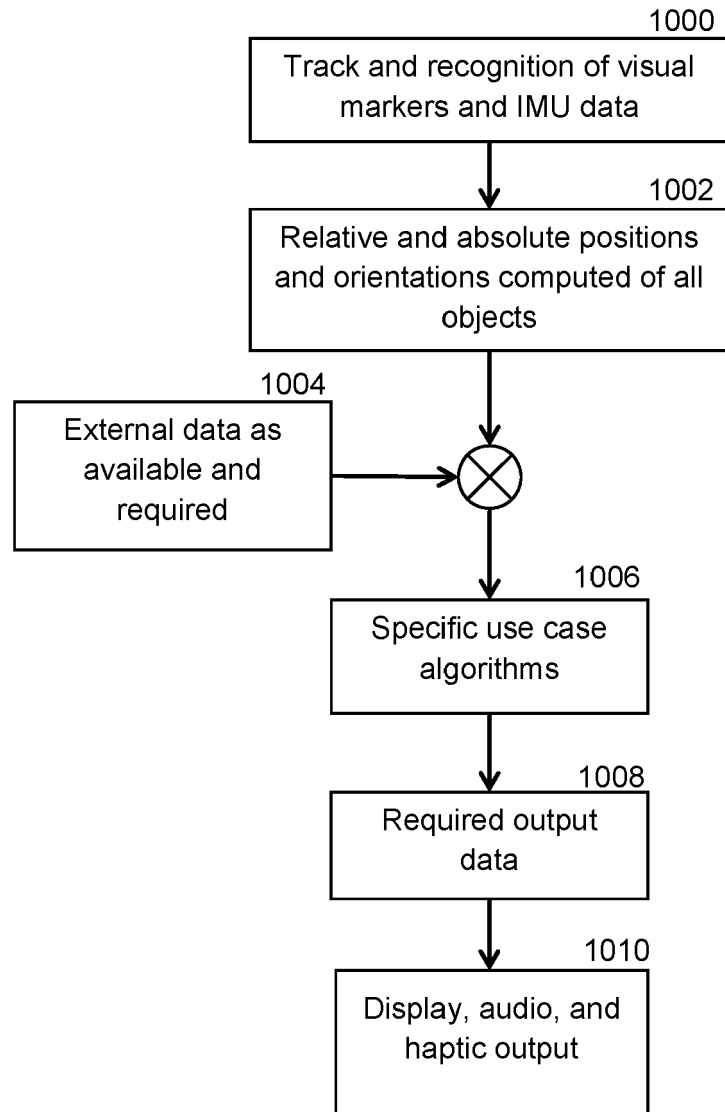 1000
Track and recognition of visual
markers and IMU data
1002
Relative and absolute positions
and orientations computed of all
objects
1004
External data as
available and
required
1006
Specific use case
algorithms
1008
Required output
data
1010
Display, audio, and
haptic output